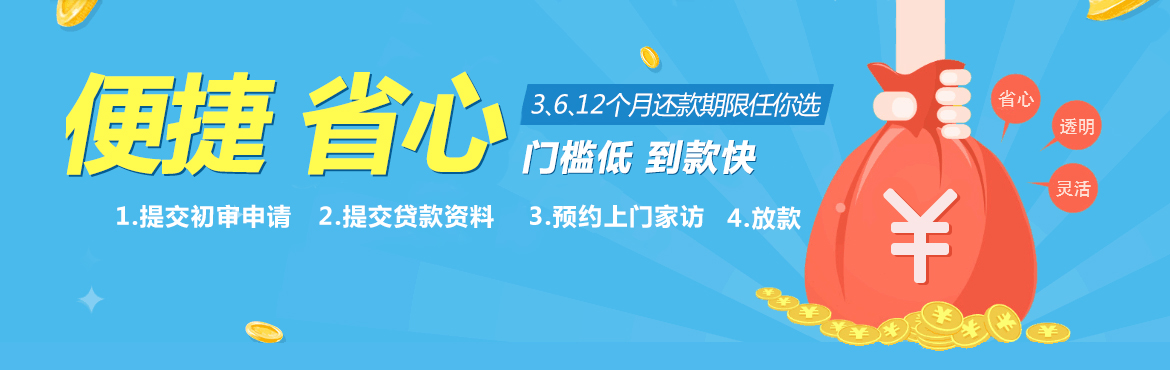 便捷 省心
3、6、12个月还款期限任你选
门槛低 到款快
1.提交初审申请 2.提交贷款资料 3.预约上门家访 4.放款
省心
透明
灵活
¥